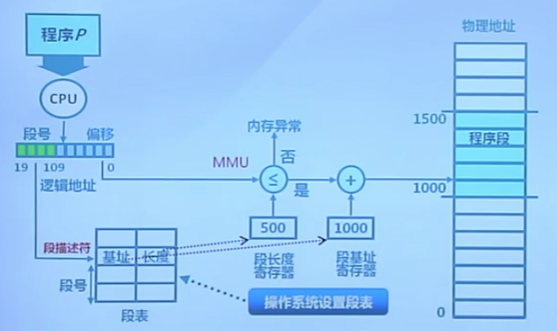 程序P
物理地址
CPU
段号 偏移
19 109 0
逻辑地址
内存异常
MMU
否
≤
是
+
1500
程序段
1000
段描述符
基址 长度
500
1000
段长度
寄存器
段基址
寄存器
段号
段表
操作系统设置段表
0